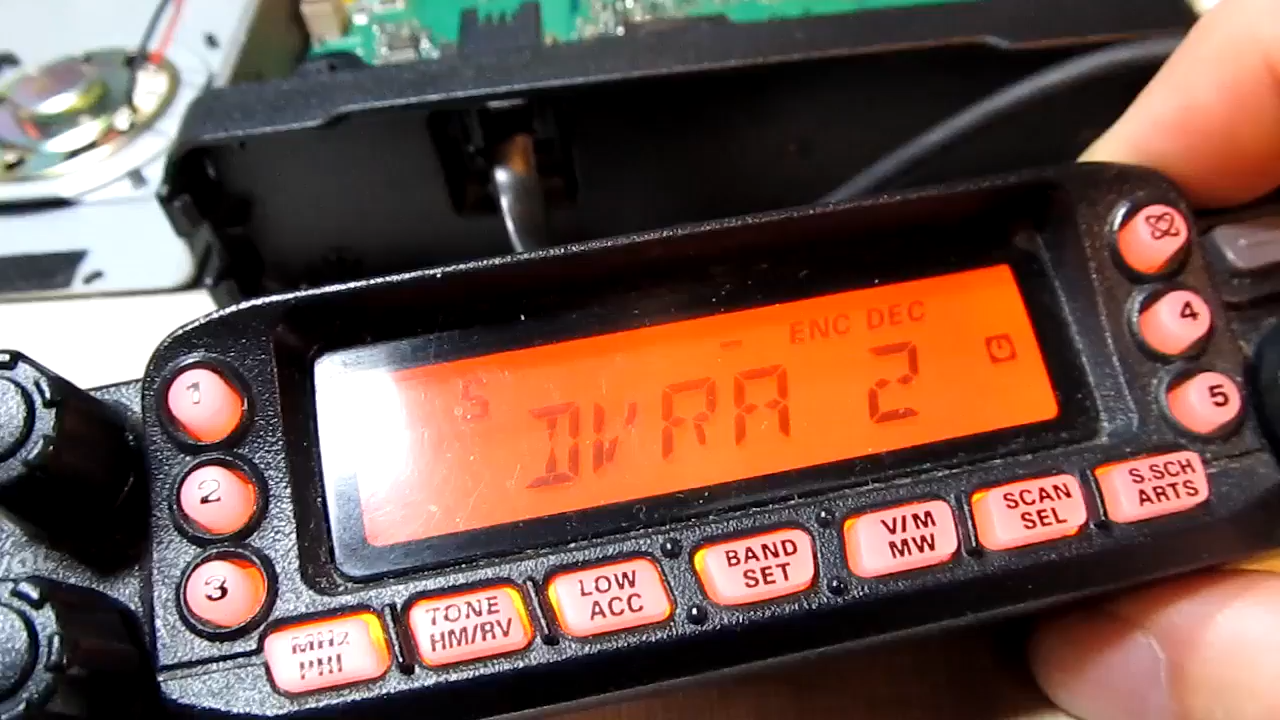 ENC DEC
5
DVRA 2
1
2
3
4
5
MHz
PRI
TONE
HM/RV
LOW
ACC
BAND
SET
V/M
MW
SCAN
SEL
S.SCH
ARTS